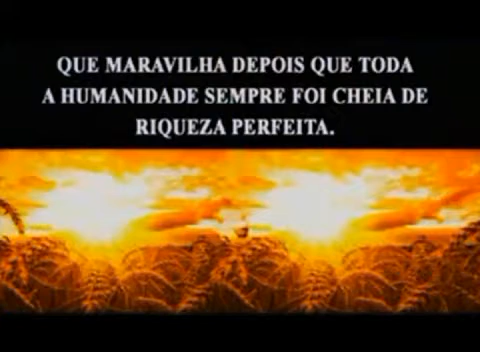 QUE MARAVILHA DEPOIS QUE TODA
A HUMANIDADE SEMPRE FOI CHEIA DE
RIQUEZA PERFEITA.